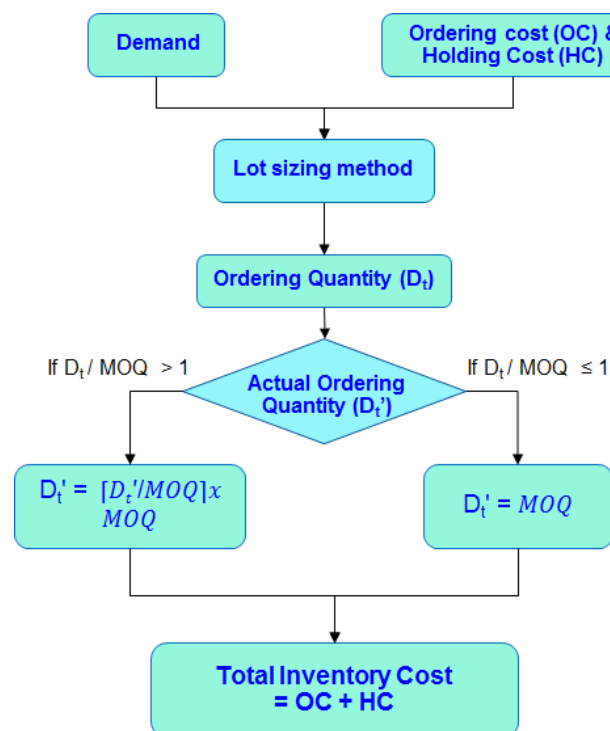 Demand
Ordering cost (OC) &
Holding Cost (HC)
Lot sizing method
Ordering Quantity (Dₜ)
If Dₜ / MOQ > 1
If Dₜ / MOQ ≤ 1
Actual Ordering
Quantity (Dₜ’)
Dₜ' = ⌈Dₜ'/MOQ⌉x
MOQ
Dₜ' = MOQ
Total Inventory Cost
= OC + HC